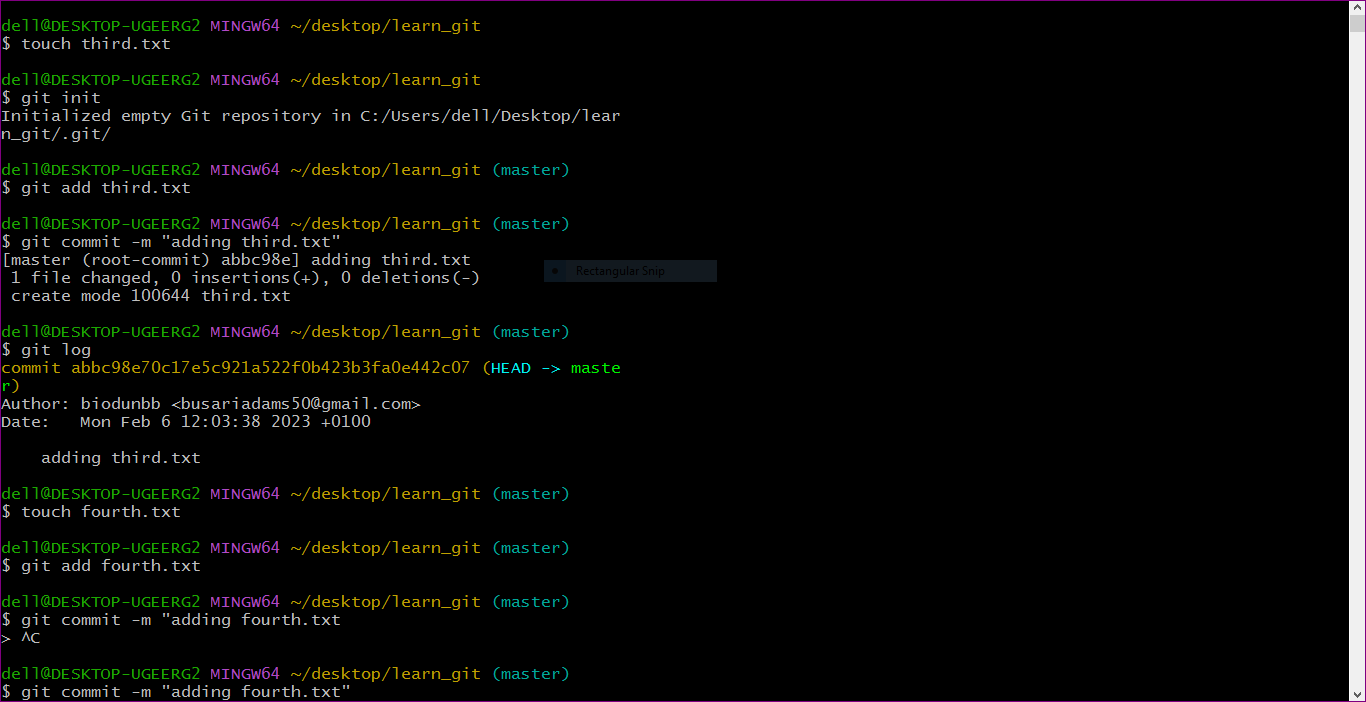 dell@DESKTOP-UGEERG2 MINGW64 ~/desktop/learn_git
$ touch third.txt
dell@DESKTOP-UGEERG2 MINGW64 ~/desktop/learn_git
$ git init
Initialized empty Git repository in C:/Users/dell/Desktop/lear
n_git/.git/
dell@DESKTOP-UGEERG2 MINGW64 ~/desktop/learn_git (master)
$ git add third.txt
dell@DESKTOP-UGEERG2 MINGW64 ~/desktop/learn_git (master)
$ git commit -m "adding third.txt"
[master (root-commit) abbc98e] adding third.txt
 1 file changed, 0 insertions(+), 0 deletions(-)
 create mode 100644 third.txt
Rectangular Snip
dell@DESKTOP-UGEERG2 MINGW64 ~/desktop/learn_git (master)
$ git log
commit abbc98e70c17e5c921a522f0b423b3fa0e442c07 (HEAD -> maste
r)
Author: biodunbb <busariadams50@gmail.com>
Date:   Mon Feb 6 12:03:38 2023 +0100
    adding third.txt
dell@DESKTOP-UGEERG2 MINGW64 ~/desktop/learn_git (master)
$ touch fourth.txt
dell@DESKTOP-UGEERG2 MINGW64 ~/desktop/learn_git (master)
$ git add fourth.txt
dell@DESKTOP-UGEERG2 MINGW64 ~/desktop/learn_git (master)
$ git commit -m "adding fourth.txt
> ^C
dell@DESKTOP-UGEERG2 MINGW64 ~/desktop/learn_git (master)
$ git commit -m "adding fourth.txt"